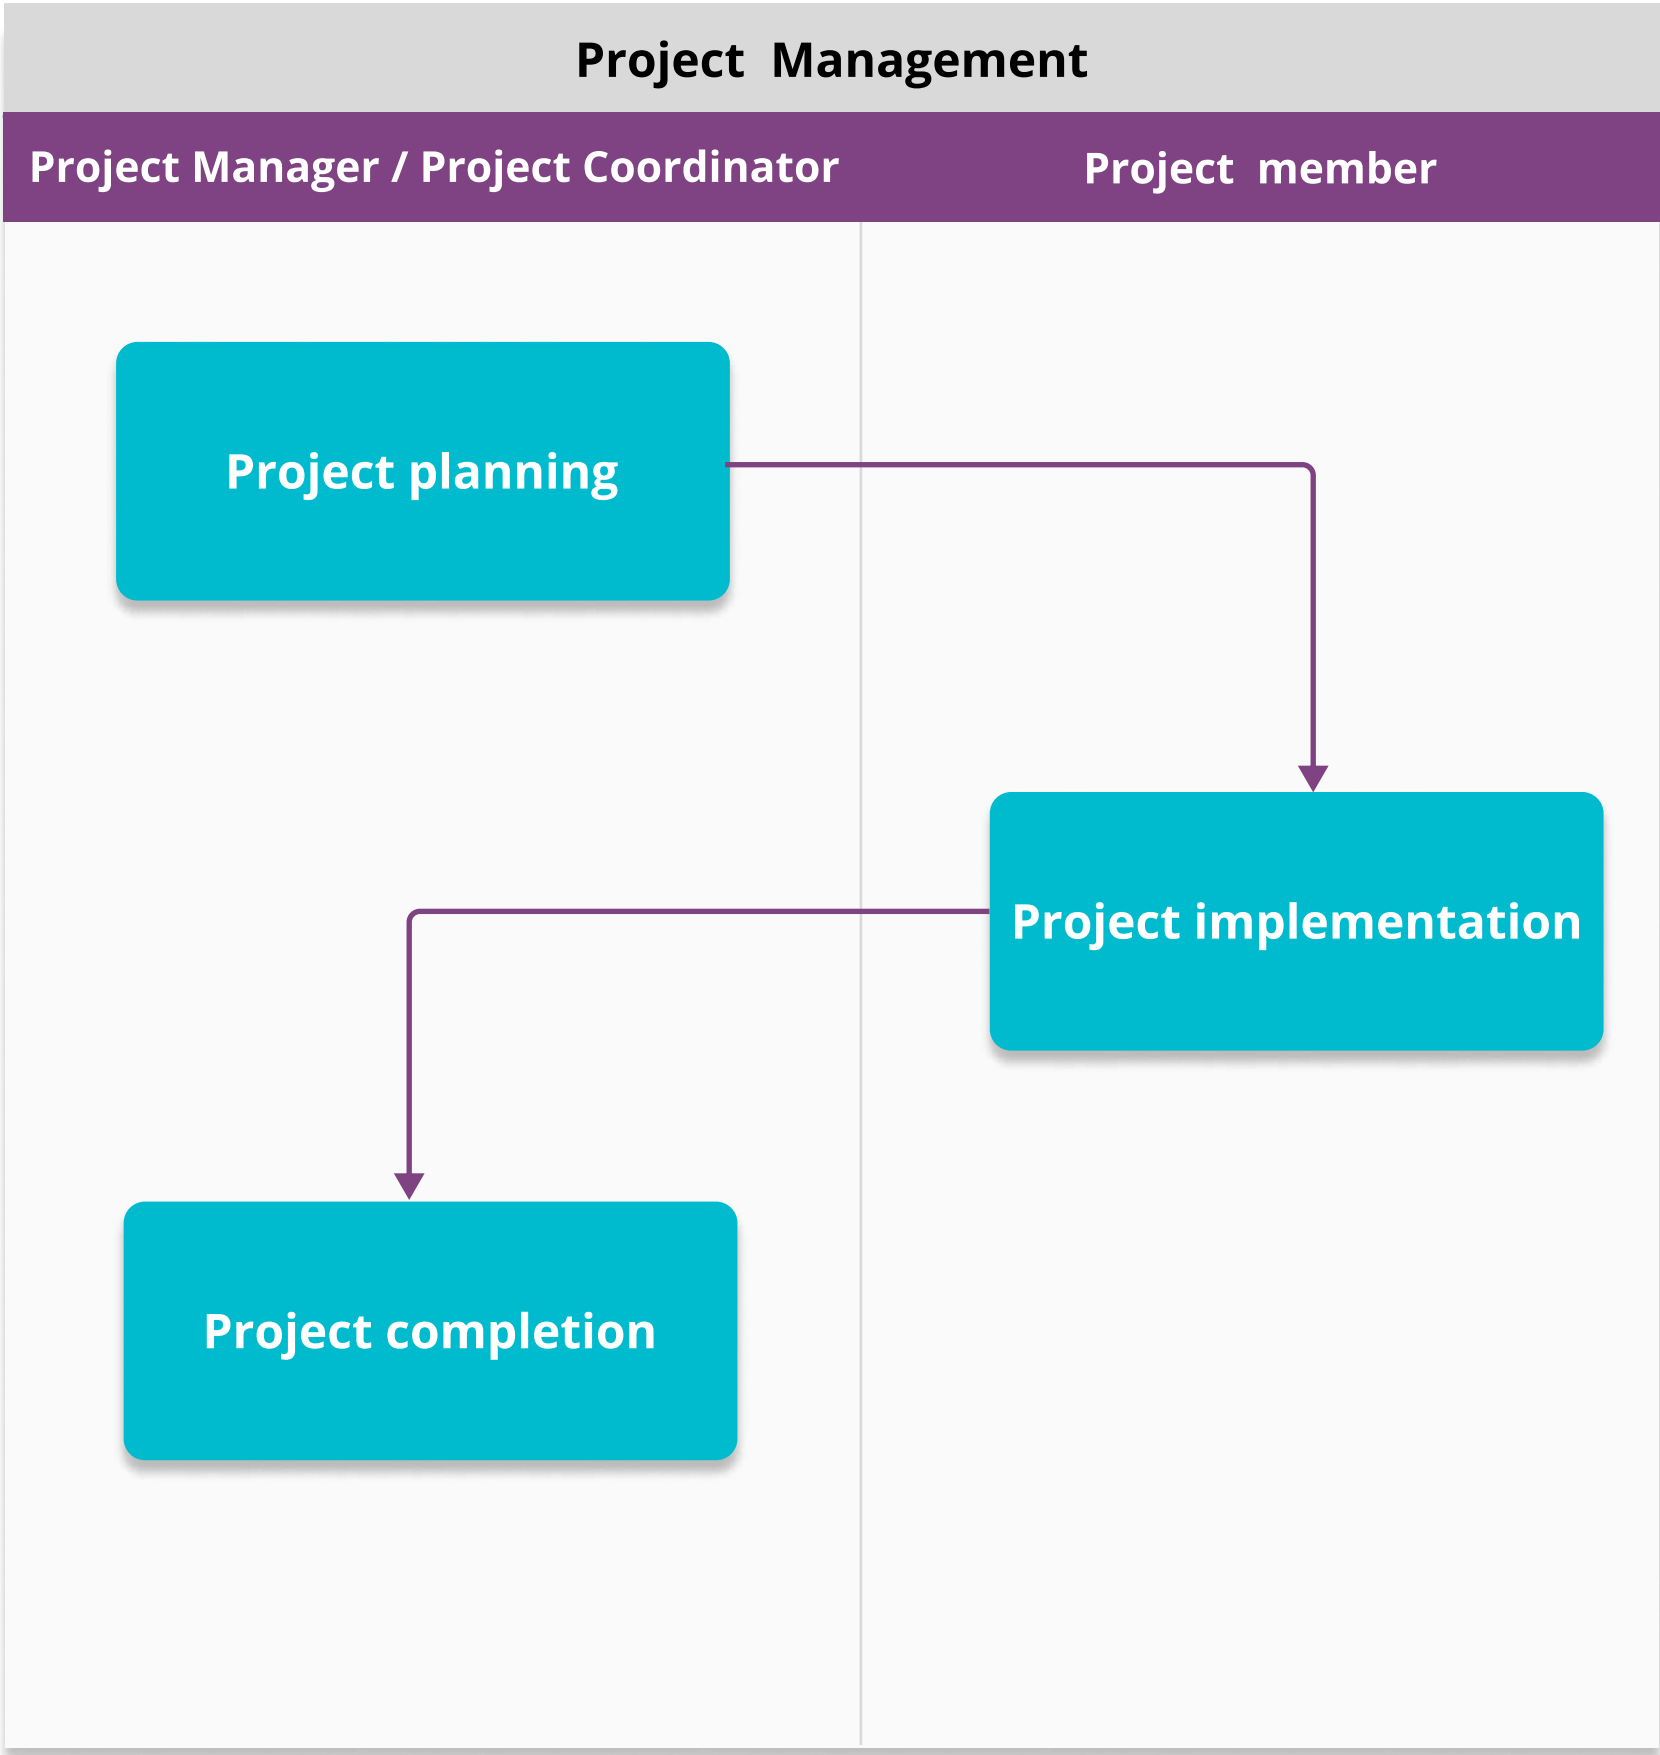 Project Management
Project Manager / Project Coordinator
Project member
Project planning
Project implementation
Project completion